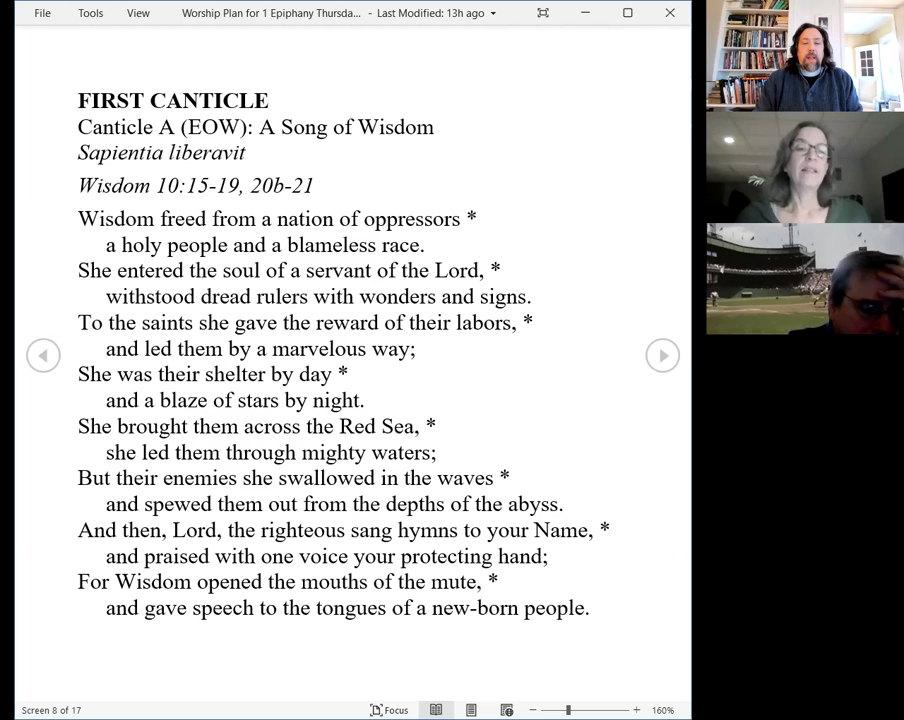 File Tools View Worship Plan for 1 Epiphany Thursda... - Last Modified: 13h ago
FIRST CANTICLE
Canticle A (EOW): A Song of Wisdom
Sapientia liberavit
Wisdom 10:15-19, 20b-21
Wisdom freed from a nation of oppressors *
a holy people and a blameless race.
She entered the soul of a servant of the Lord, *
withstood dread rulers with wonders and signs.
To the saints she gave the reward of their labors, *
and led them by a marvelous way;
She was their shelter by day *
and a blaze of stars by night.
She brought them across the Red Sea, *
she led them through mighty waters;
But their enemies she swallowed in the waves *
and spewed them out from the depths of the abyss.
And then, Lord, the righteous sang hymns to your Name, *
and praised with one voice your protecting hand;
For Wisdom opened the mouths of the mute, *
and gave speech to the tongues of a new-born people.
Screen 8 of 17 Focus 160%